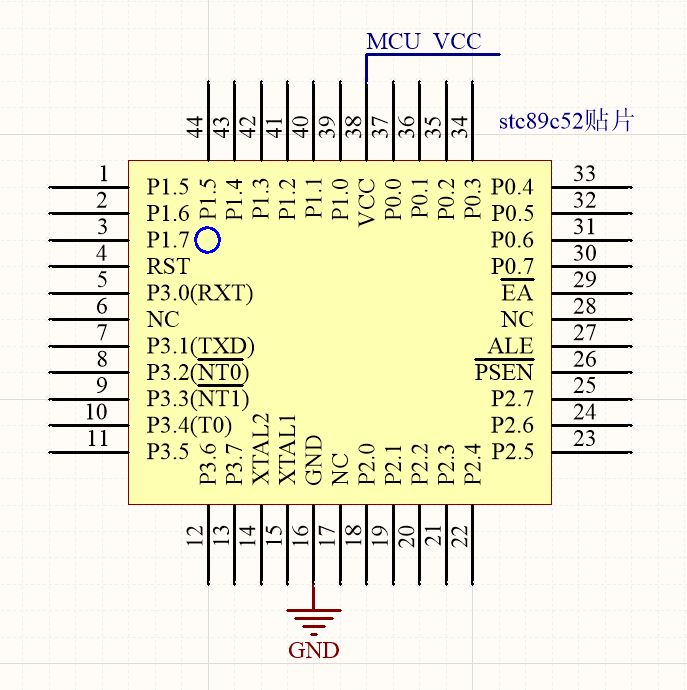 MCU VCC
44 43 42 41 40 39 38 37 36 35 34
stc89c52贴片
P1.5 P1.4 P1.3 P1.2 P1.1 P1.0 VCC P0.0 P0.1 P0.2 P0.3
1 P1.5
2 P1.6
3 P1.7
4 RST
5 P3.0(RXT)
6 NC
7 P3.1(TXD)
8 P3.2(NT0)
9 P3.3(NT1)
10 P3.4(T0)
11 P3.5
P0.4 33
P0.5 32
P0.6 31
P0.7 30
EA 29
NC 28
ALE 27
PSEN 26
P2.7 25
P2.6 24
P2.5 23
P3.6 P3.7 XTAL2 XTAL1 GND NC P2.0 P2.1 P2.2 P2.3 P2.4
12 13 14 15 16 17 18 19 20 21 22
GND